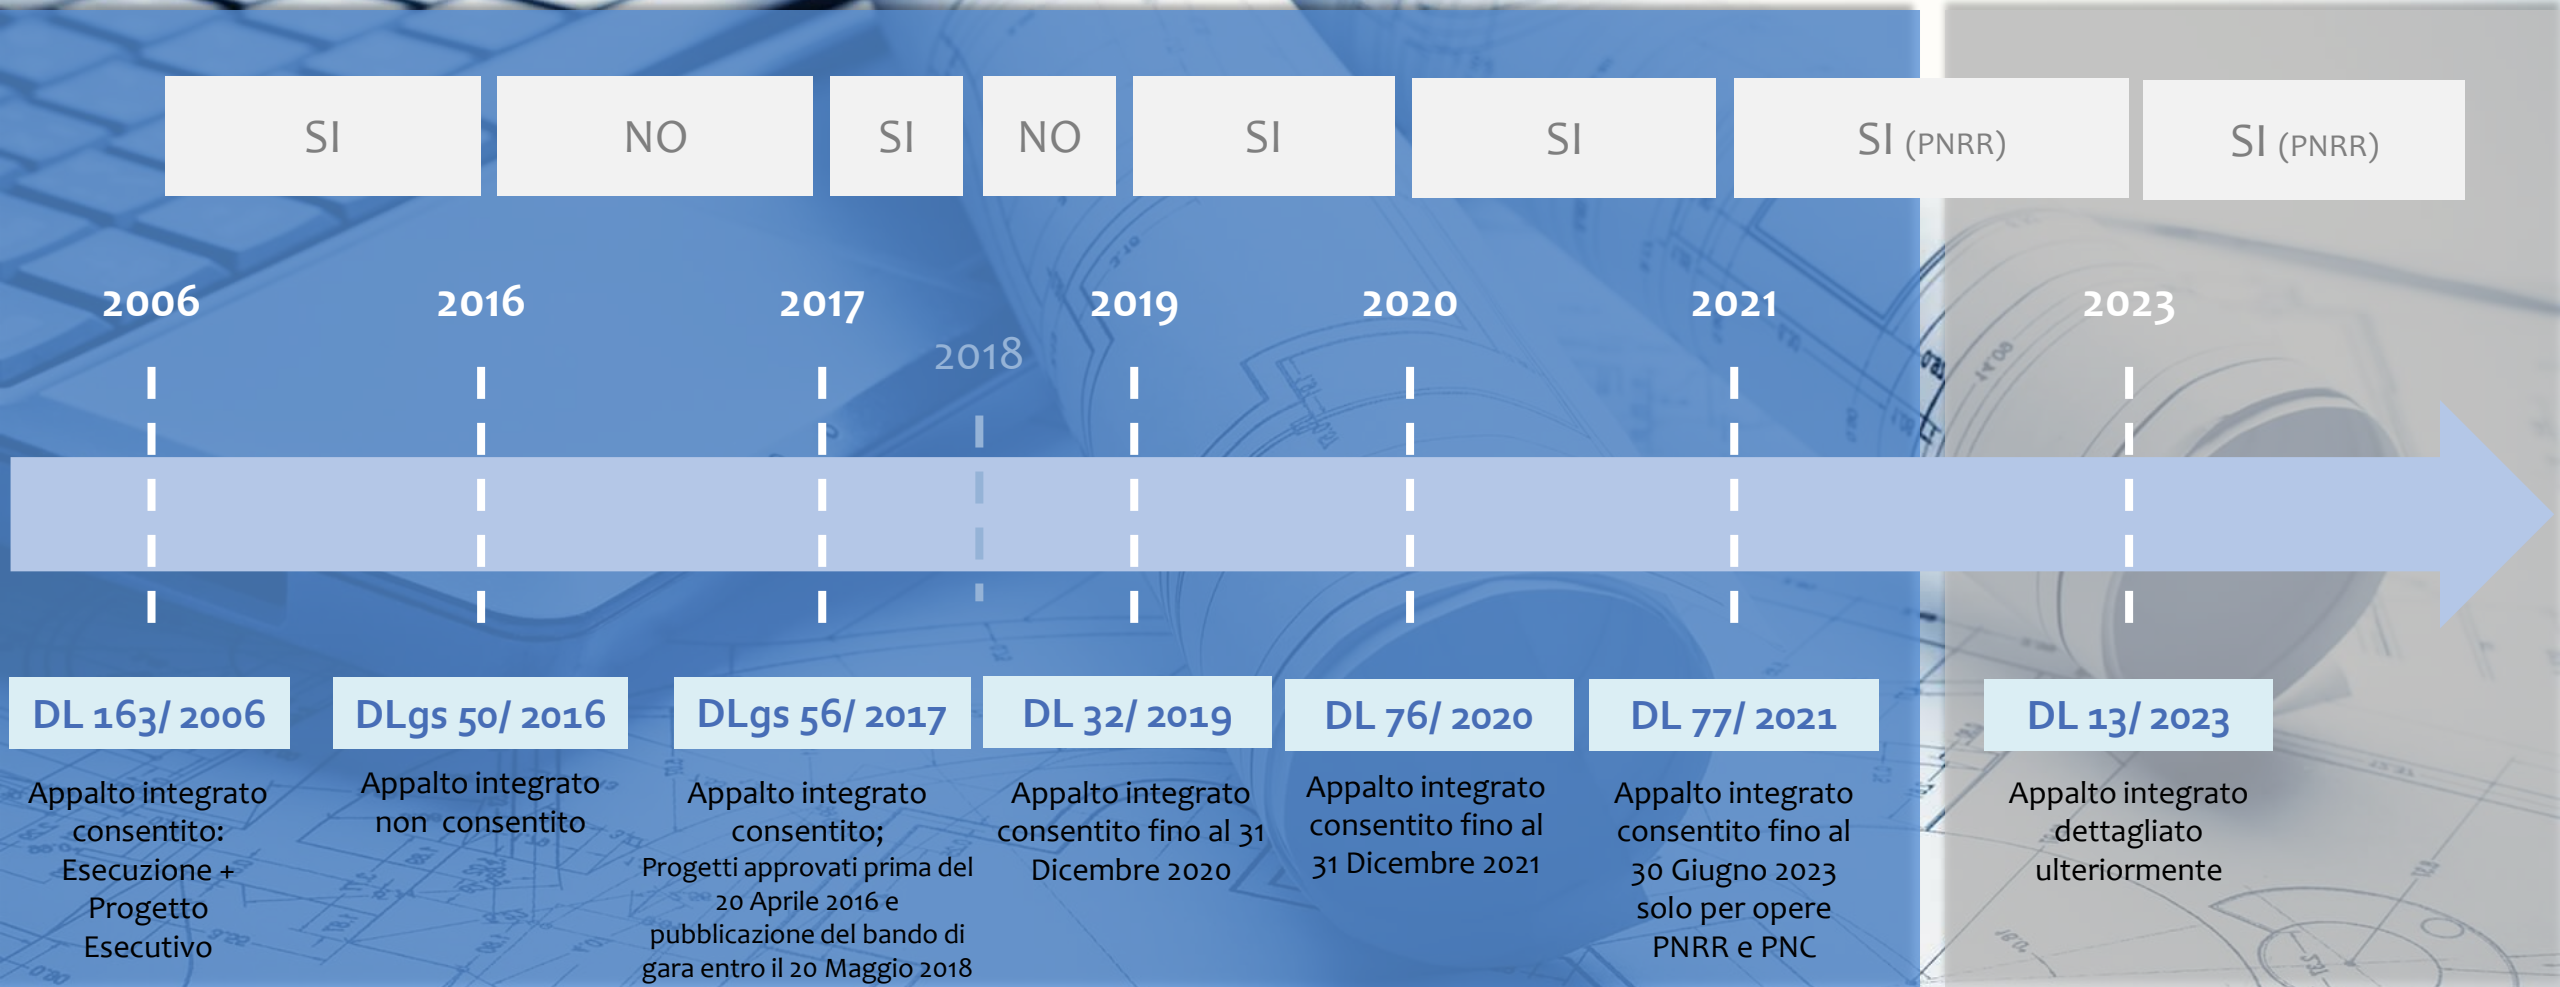 SI
NO
SI
NO
SI
SI
SI (PNRR)
SI (PNRR)
2006
2016
2017
2018
2019
2020
2021
2023
DL 163/ 2006
Appalto integrato
consentito:
Esecuzione +
Progetto
Esecutivo
DLgs 50/ 2016
Appalto integrato
non consentito
DLgs 56/ 2017
Appalto integrato
consentito;
Progetti approvati prima del
20 Aprile 2016 e
pubblicazione del bando di
gara entro il 20 Maggio 2018
DL 32/ 2019
Appalto integrato
consentito fino al 31
Dicembre 2020
DL 76/ 2020
Appalto integrato
consentito fino al
31 Dicembre 2021
DL 77/ 2021
Appalto integrato
consentito fino al
30 Giugno 2023
solo per opere
PNRR e PNC
DL 13/ 2023
Appalto integrato
dettagliato
ulteriormente